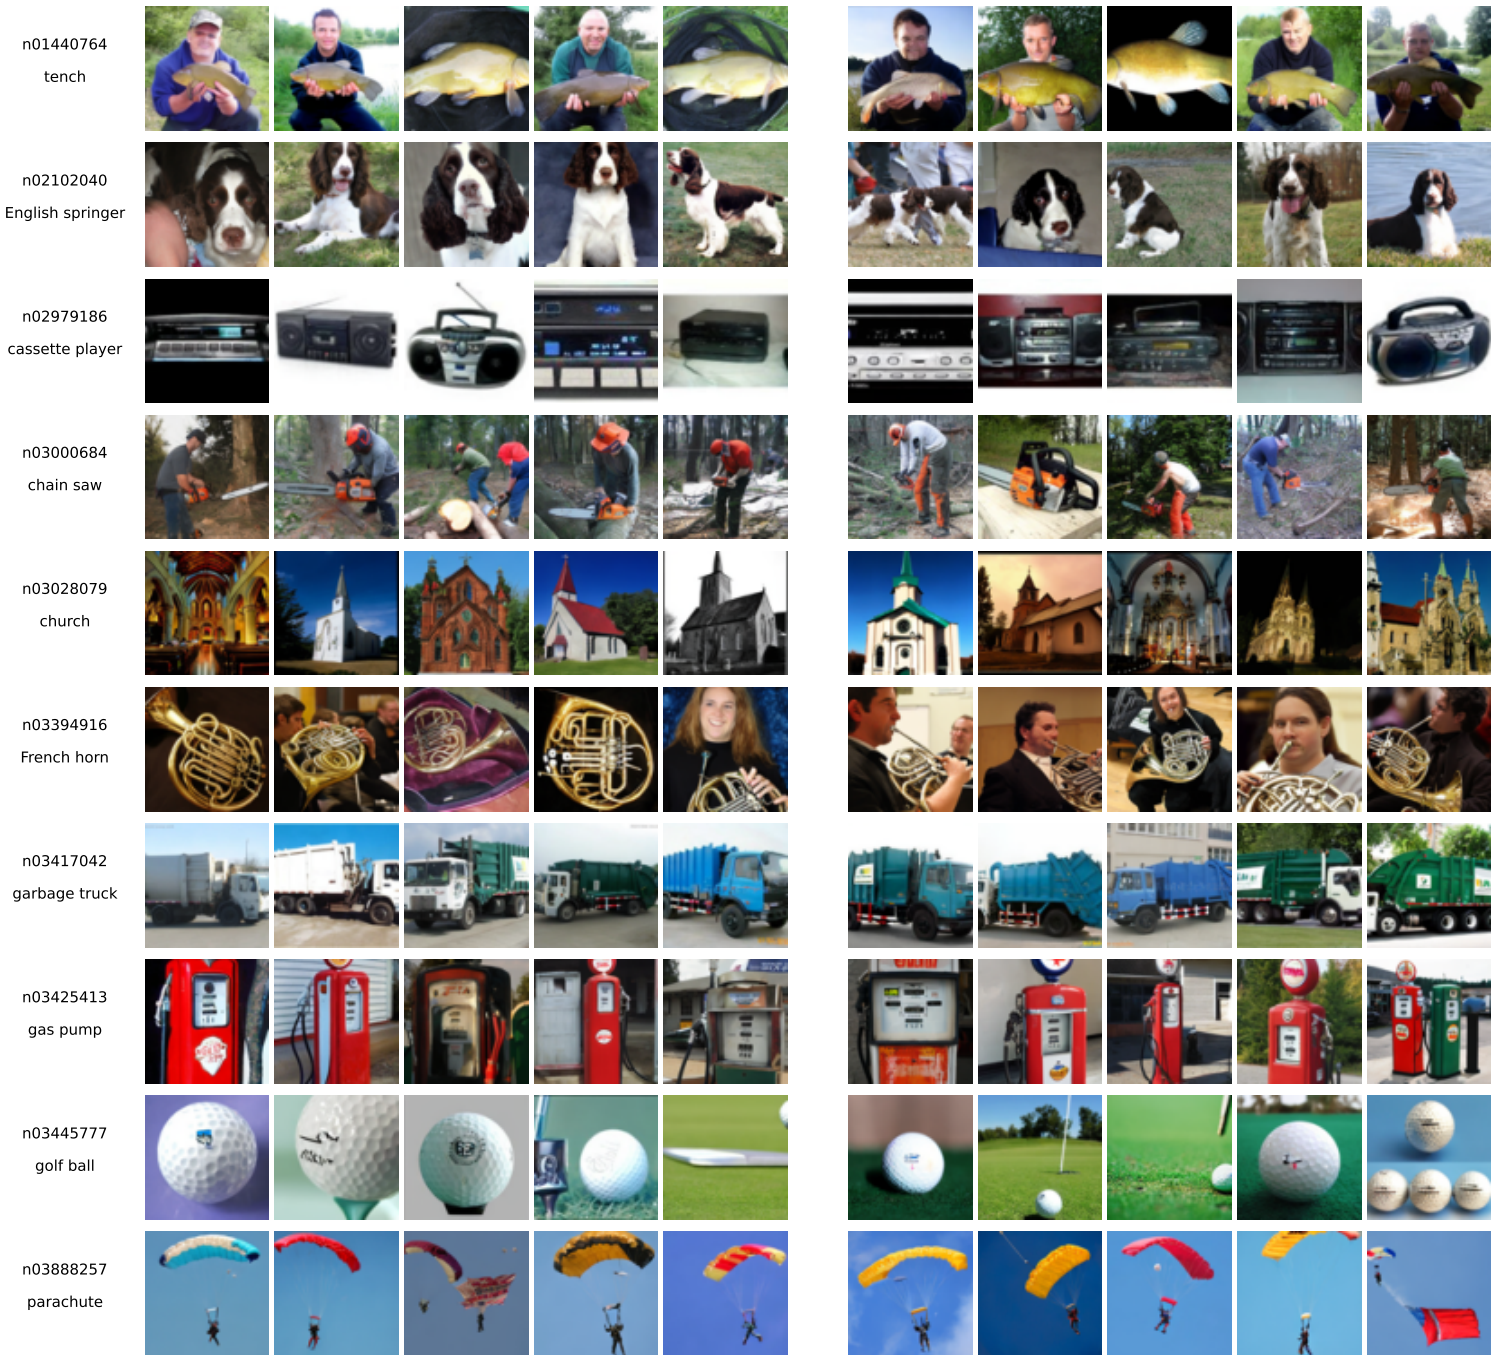 n01440764
tench
n02102040
English springer
n02979186
cassette player
n03000684
chain saw
n03028079
church
n03394916
French horn
n03417042
garbage truck
n03425413
gas pump
n03445777
golf ball
n03888257
parachute